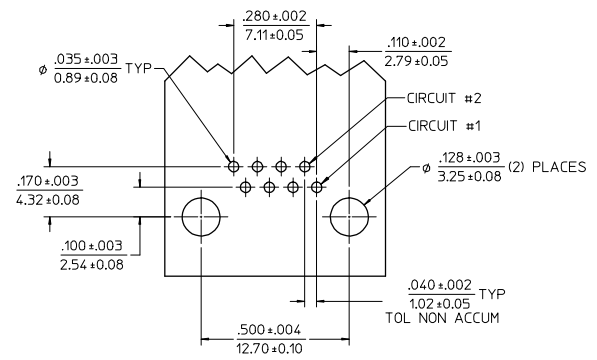 .280±.002
7.11±0.05
.110±.002
2.79±0.05
ø .035±.003 TYP
0.89±0.08
CIRCUIT #2
CIRCUIT #1
ø .128±.003 (2) PLACES
3.25±0.08
.170±.003
4.32±0.08
.100±.003
2.54±0.08
.040±.002 TYP
1.02±0.05
TOL NON ACCUM
.500±.004
12.70±0.10